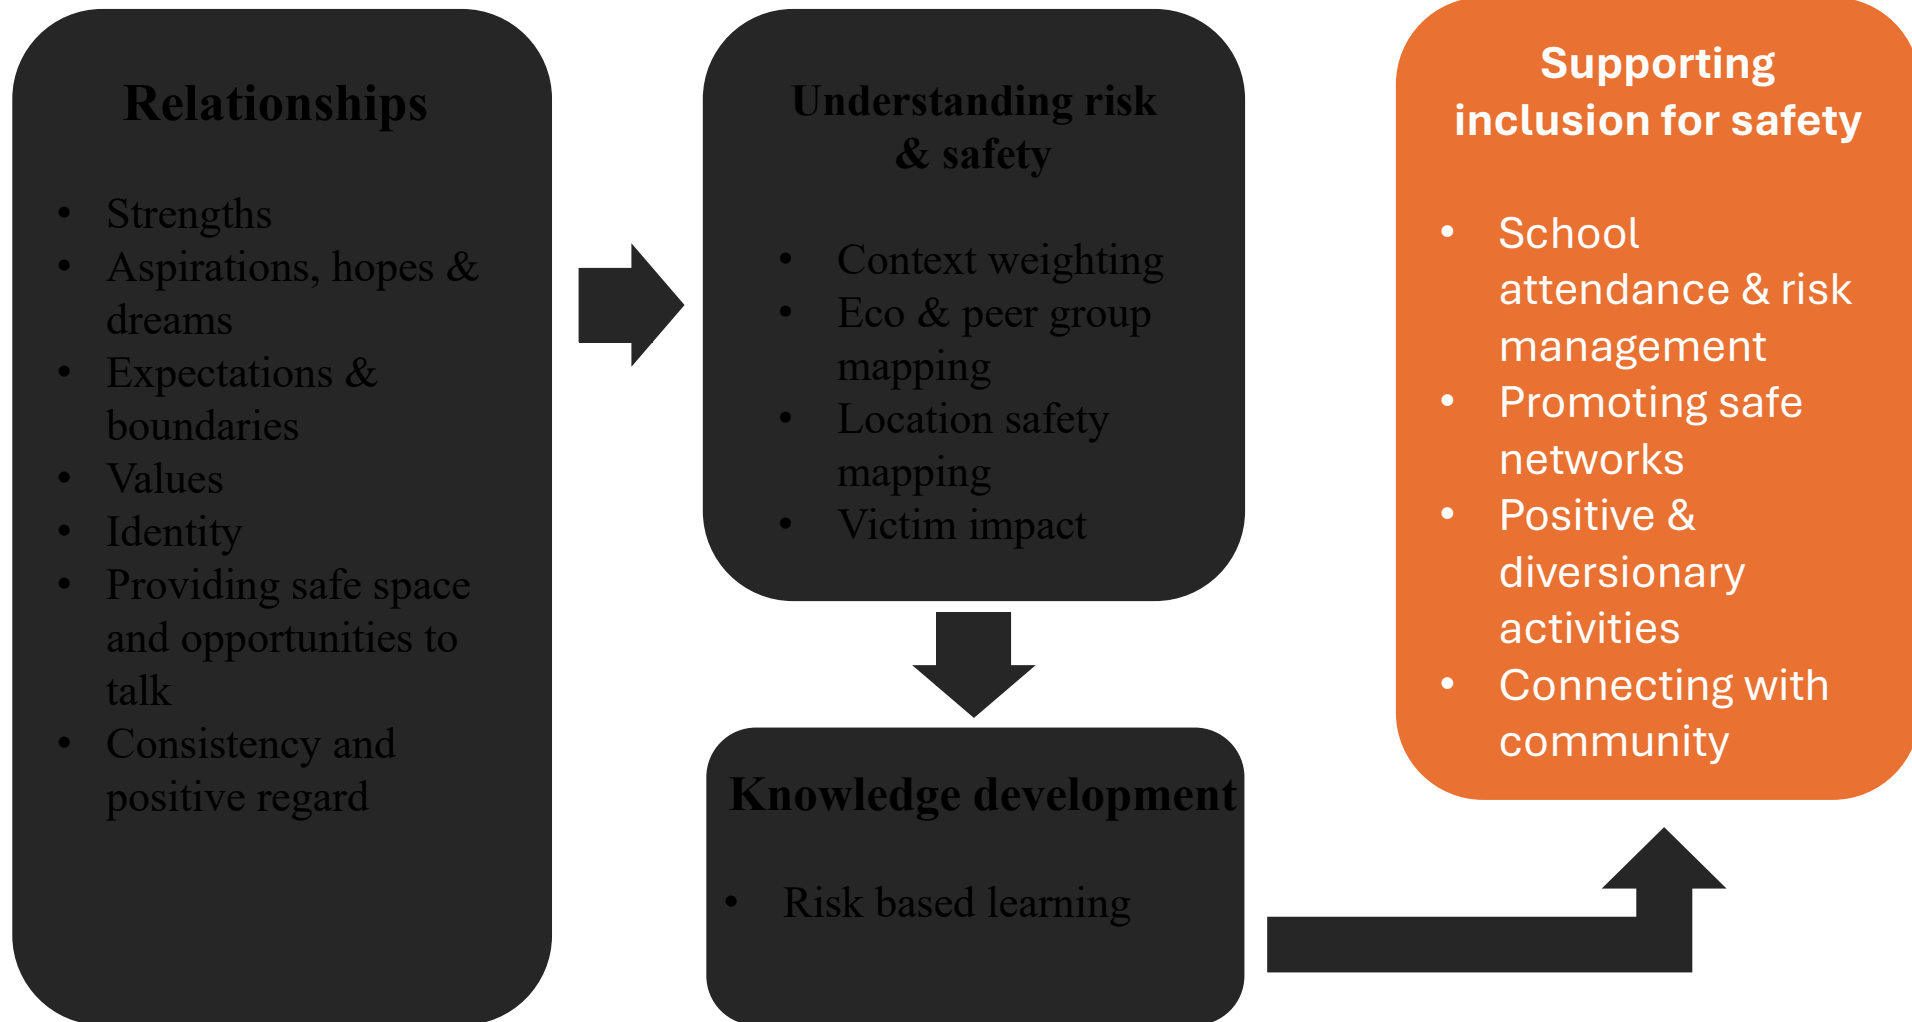 Relationships
• Strengths
• Aspirations, hopes &
dreams
• Expectations &
boundaries
• Values
• Identity
• Providing safe space
and opportunities to
talk
• Consistency and
positive regard
Understanding risk
& safety
• Context weighting
• Eco & peer group
mapping
• Location safety
mapping
• Victim impact
Knowledge development
• Risk based learning
Supporting
inclusion for safety
• School
attendance & risk
management
• Promoting safe
networks
• Positive &
diversionary
activities
• Connecting with
community